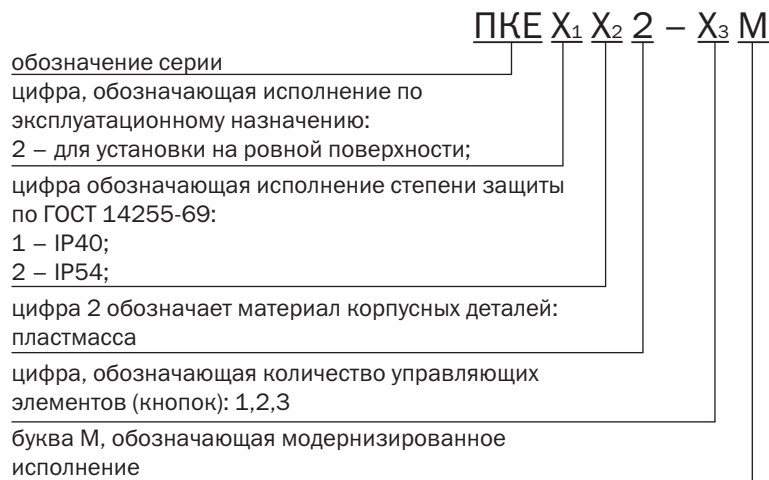 ПКЕ Х₁ Х₂ 2 – Х₃ М
обозначение серии
цифра, обозначающая исполнение по
эксплуатационному назначению:
2 – для установки на ровной поверхности;
цифра обозначающая исполнение степени защиты
по ГОСТ 14255-69:
1 – IP40;
2 – IP54;
цифра 2 обозначает материал корпусных деталей:
пластмасса
цифра, обозначающая количество управляющих
элементов (кнопок): 1,2,3
буква М, обозначающая модернизированное
исполнение